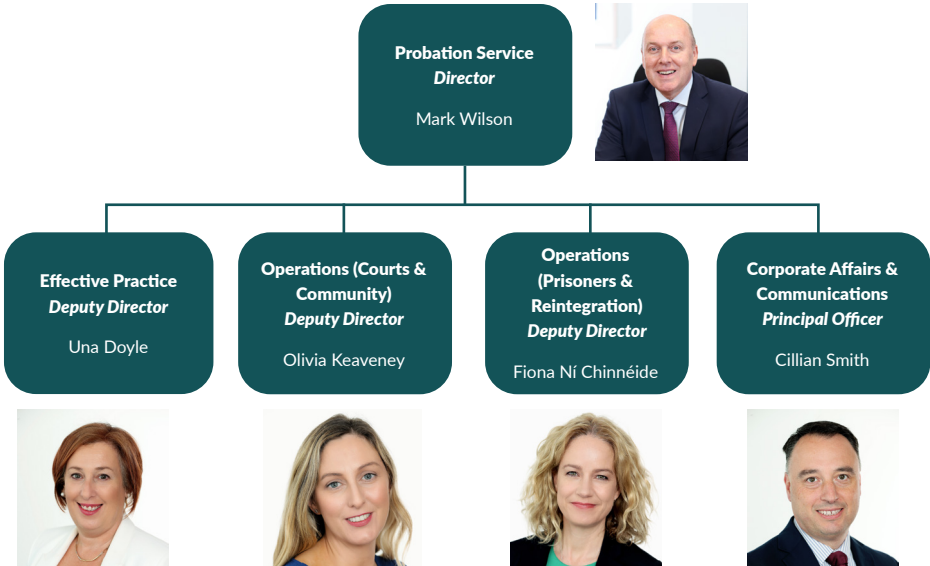 Probation Service
Director
Mark Wilson
Effective Practice
Deputy Director
Una Doyle
Operations (Courts &
Community)
Deputy Director
Olivia Keaveney
Operations
(Prisoners &
Reintegration)
Deputy Director
Fiona Ní Chinnéide
Corporate Affairs &
Communications
Principal Officer
Cillian Smith